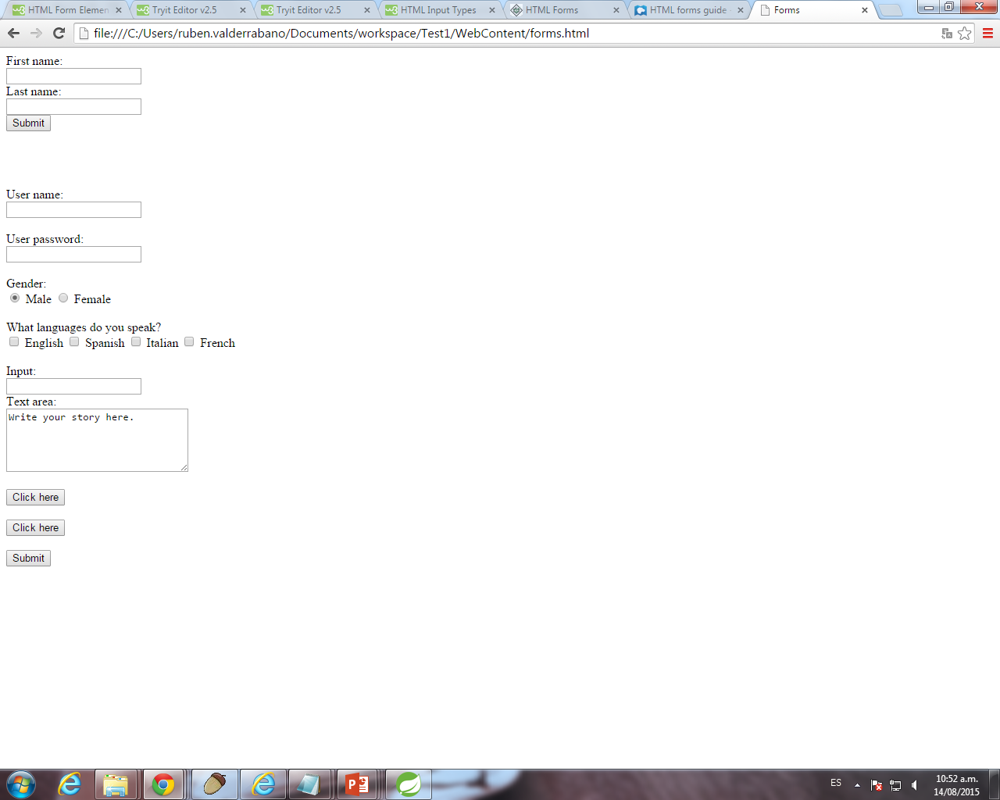 HTML Form Elemen
Tryit Editor v2.5
Tryit Editor v2.5
HTML Input Types
HTML Forms
HTML forms guide
Forms
file:///C:/Users/ruben.valderrabano/Documents/workspace/Test1/WebContent/forms.html
First name:
Last name:
Submit
User name:
User password:
Gender:
Male Female
What languages do you speak?
English Spanish Italian French
Input:
Text area:
Write your story here.
Click here
Click here
Submit
ES
10:52 a.m.
14/08/2015